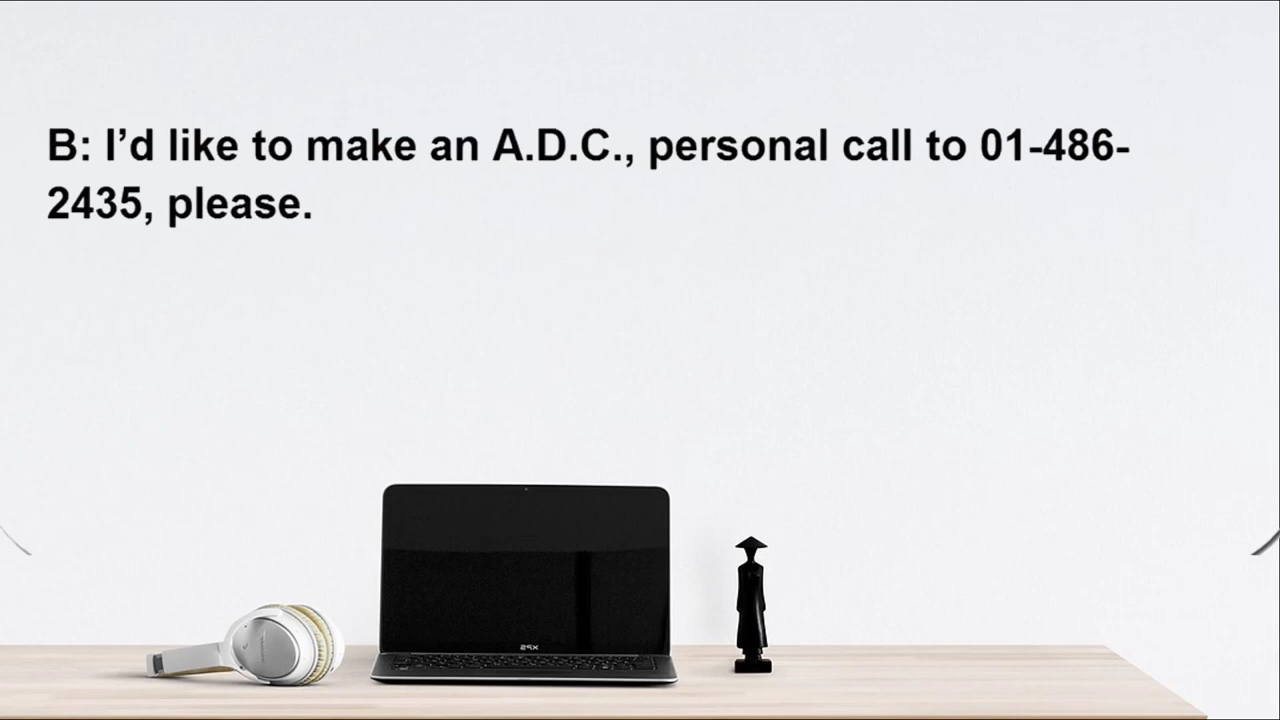 B: I’d like to make an A.D.C., personal call to 01-486-
2435, please.